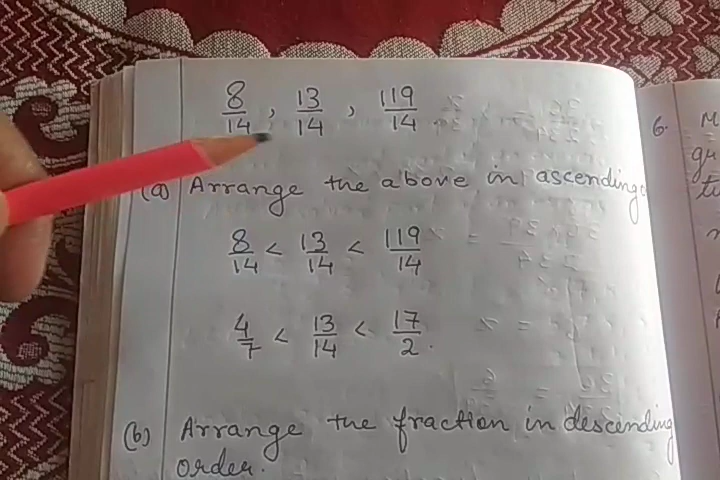 8/14, 13/14, 119/14
(a) Arrange the above in ascending
8/14 < 13/14 < 119/14
4/7 < 13/14 < 17/2.
(b) Arrange the fraction in descending
order.
6.